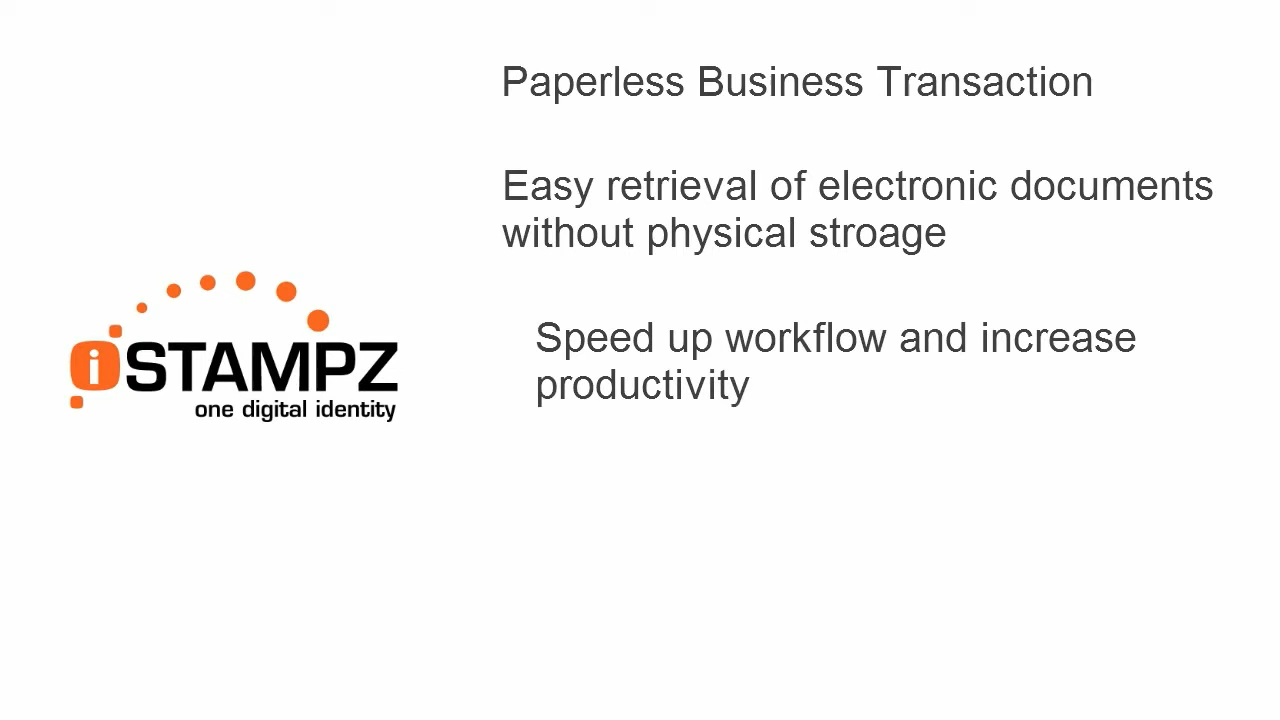 Paperless Business Transaction
Easy retrieval of electronic documents
without physical stroage
Speed up workflow and increase
productivity
iSTAMPZ
one digital identity